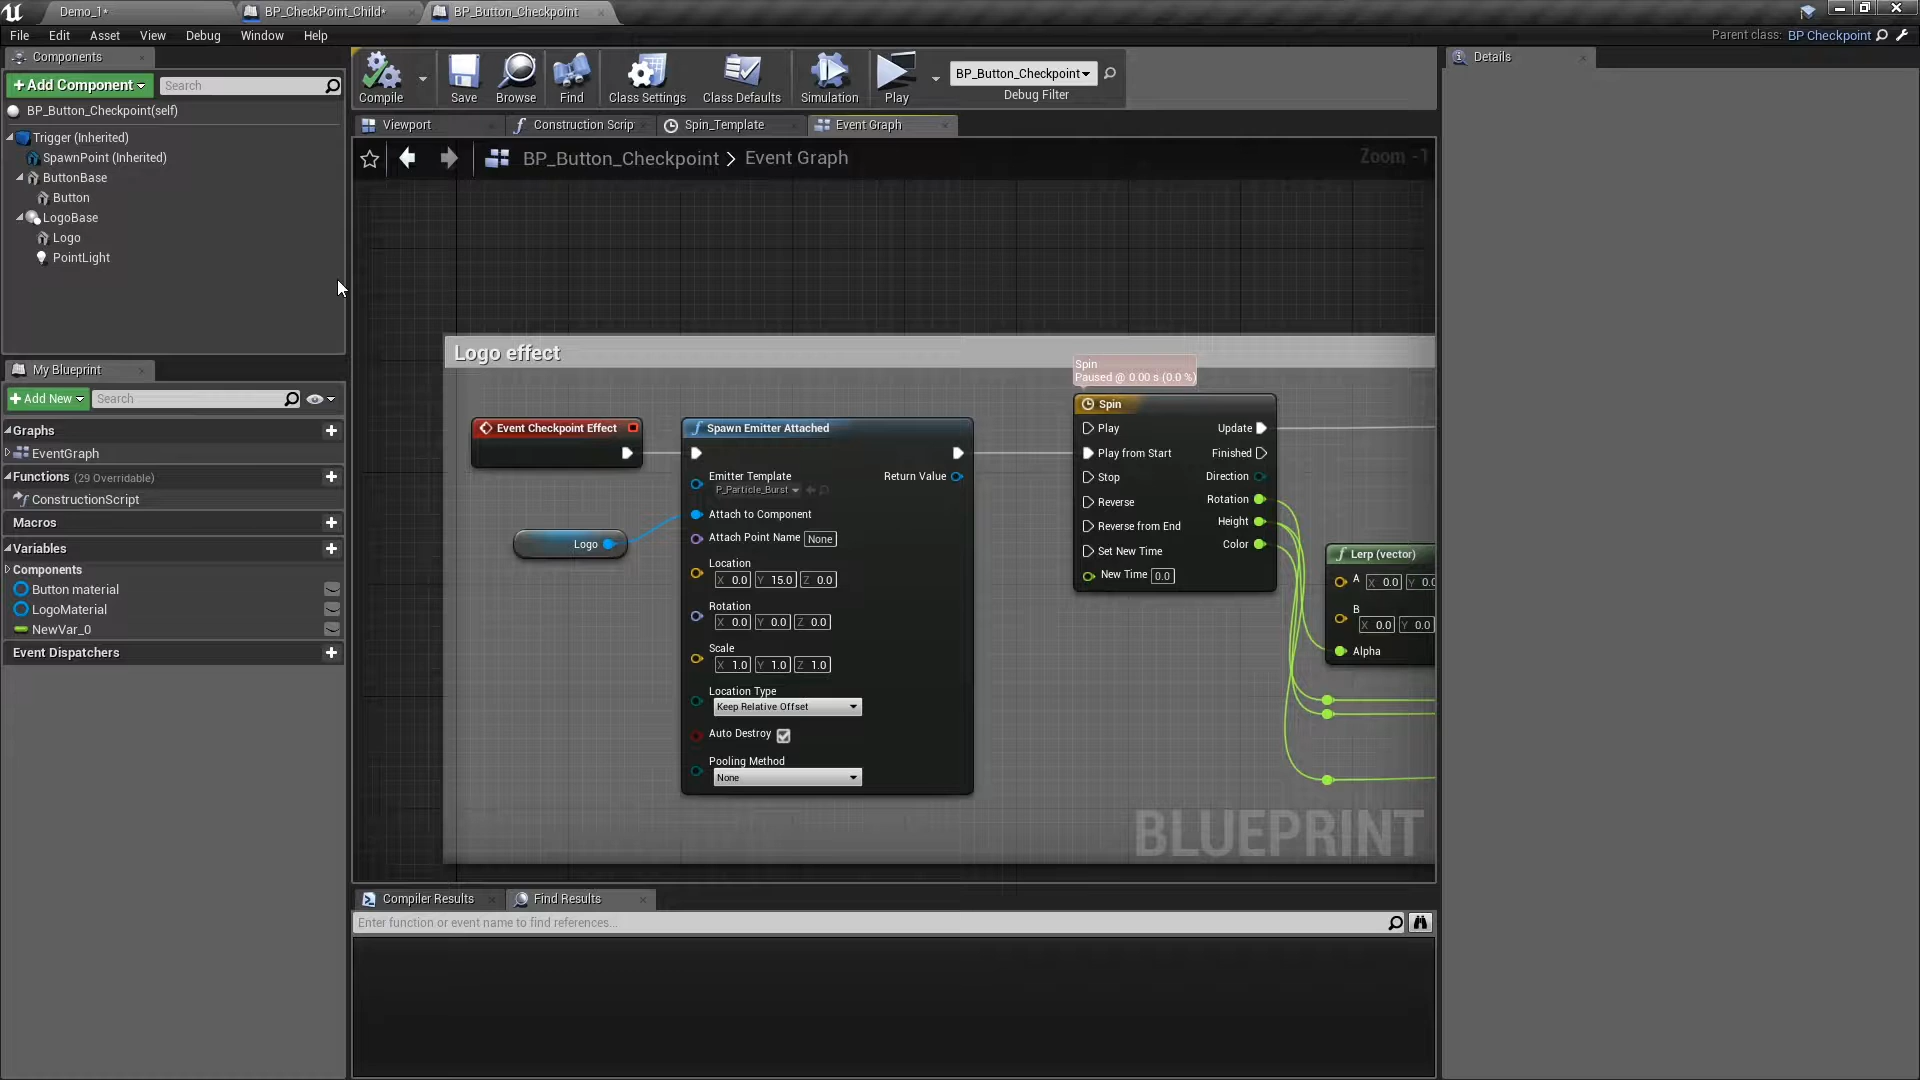 Demo_1*
BP_CheckPoint_Child*
BP_Button_Checkpoint
File Edit Asset View Debug Window Help
Parent class: BP Checkpoint
Components
+Add Component
Search
BP_Button_Checkpoint(self)
Trigger (Inherited)
SpawnPoint (Inherited)
ButtonBase
Button
LogoBase
Logo
PointLight
My Blueprint
+Add New
Search
Graphs
EventGraph
Functions (29 Overridable)
ConstructionScript
Macros
Variables
Components
Button material
LogoMaterial
NewVar_0
Event Dispatchers
Compile
Save
Browse
Find
Class Settings
Class Defaults
Simulation
Play
BP_Button_Checkpoint
Debug Filter
Viewport
Construction Scrip
Spin_Template
Event Graph
BP_Button_Checkpoint > Event Graph
Zoom -1
Logo effect
Event Checkpoint Effect
Logo
Spawn Emitter Attached
Emitter Template
P_Particle_Burst
Return Value
Attach to Component
Attach Point Name None
Location
X 0.0 Y 15.0 Z 0.0
Rotation
X 0.0 Y 0.0 Z 0.0
Scale
X 1.0 Y 1.0 Z 1.0
Location Type
Keep Relative Offset
Auto Destroy
Pooling Method
None
Spin
Paused @ 0.00 s (0.0 %)
Spin
Play
Update
Play from Start
Finished
Stop
Direction
Reverse
Rotation
Reverse from End
Height
Set New Time
Color
New Time 0.0
Lerp (vector)
A X 0.0 Y 0.0
B
X 0.0 Y 0.0
Alpha
BLUEPRINT
Compiler Results
Find Results
Enter function or event name to find references...
Details